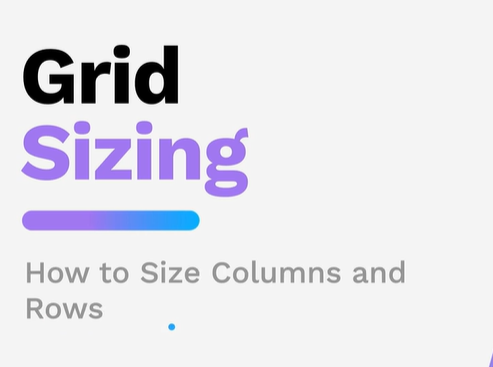 Grid
Sizing
How to Size Columns and
Rows